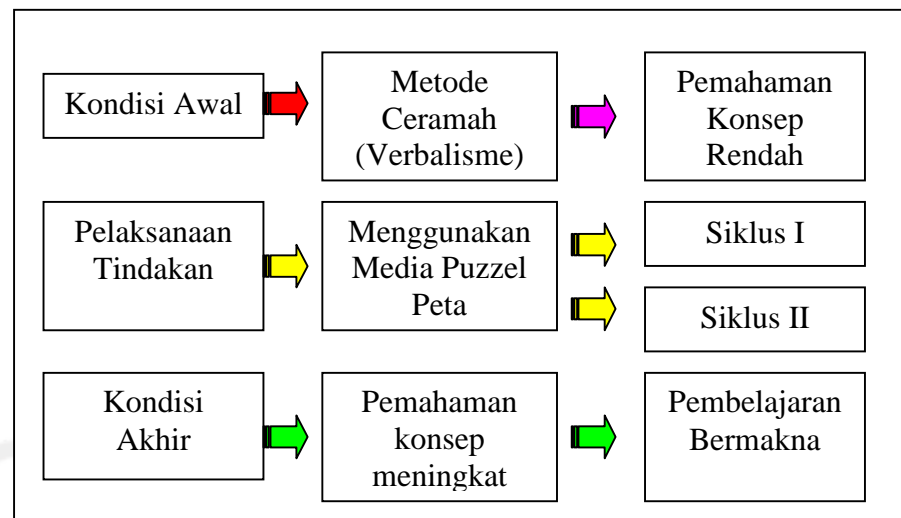 Kondisi Awal
Metode
Ceramah
(Verbalisme)
Pemahaman
Konsep
Rendah
Pelaksanaan
Tindakan
Menggunakan
Media Puzzel
Peta
Siklus I
Siklus II
Kondisi
Akhir
Pemahaman
konsep
meningkat
Pembelajaran
Bermakna